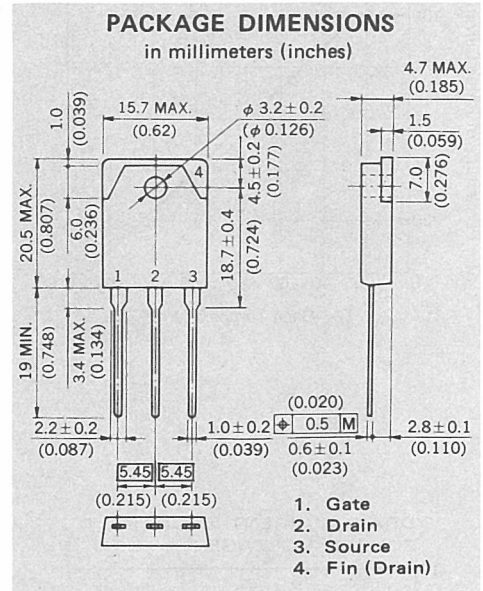 PACKAGE DIMENSIONS
in millimeters (inches)
4.7 MAX.
(0.185)
1.0
(0.039)
15.7 MAX.
(0.62)
ϕ 3.2±0.2
(ϕ 0.126)
1.5
(0.059)
4
4.5±0.2
(0.177)
7.0
(0.276)
20.5 MAX.
(0.807)
6.0
(0.236)
18.7±0.4
(0.724)
1 2 3
19 MIN.
(0.748)
3.4 MAX.
(0.134)
2.2±0.2
(0.087)
1.0±0.2
(0.039)
(0.020)
⌖ 0.5 M
0.6±0.1
(0.023)
2.8±0.1
(0.110)
5.45 5.45
(0.215) (0.215)
1. Gate
2. Drain
3. Source
4. Fin (Drain)